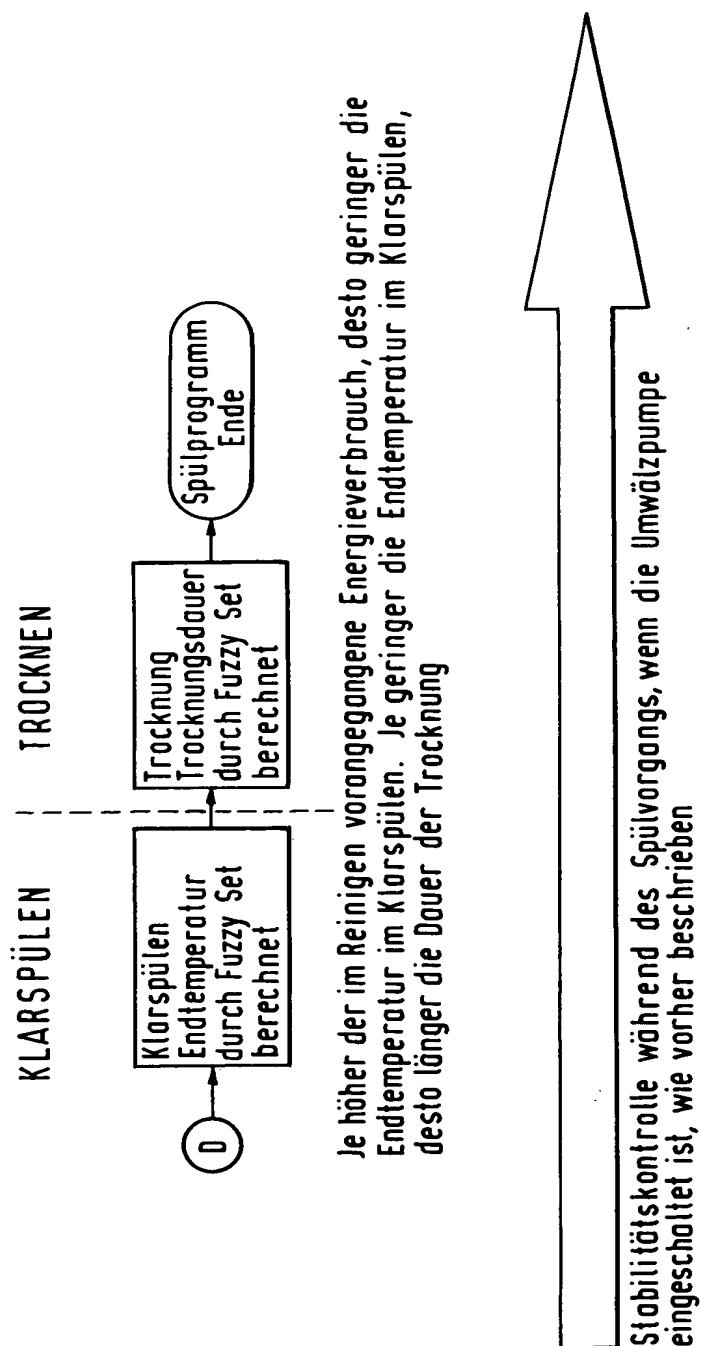 KLARSPÜLEN
TROCKNEN
D
Klarspülen
Endtemperatur
durch Fuzzy Set
berechnet
Trocknung
Trocknungsdauer
durch Fuzzy Set
berechnet
Spülprogramm
Ende
Je höher der im Reinigen vorangegangene Energieverbrauch, desto geringer die
Endtemperatur im Klarspülen. Je geringer die Endtemperatur im Klarspülen,
desto länger die Dauer der Trocknung
Stabilitätskontrolle während des Spülvorgangs, wenn die Umwälzpumpe
eingeschaltet ist, wie vorher beschrieben